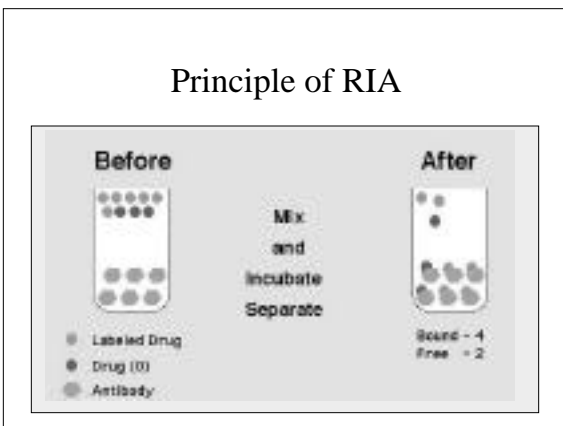 Principle of RIA
Before
After
Mix
and
Incubate
Separate
Labeled Drug
Drug (0)
Antibody
Bound - 4
Free - 2